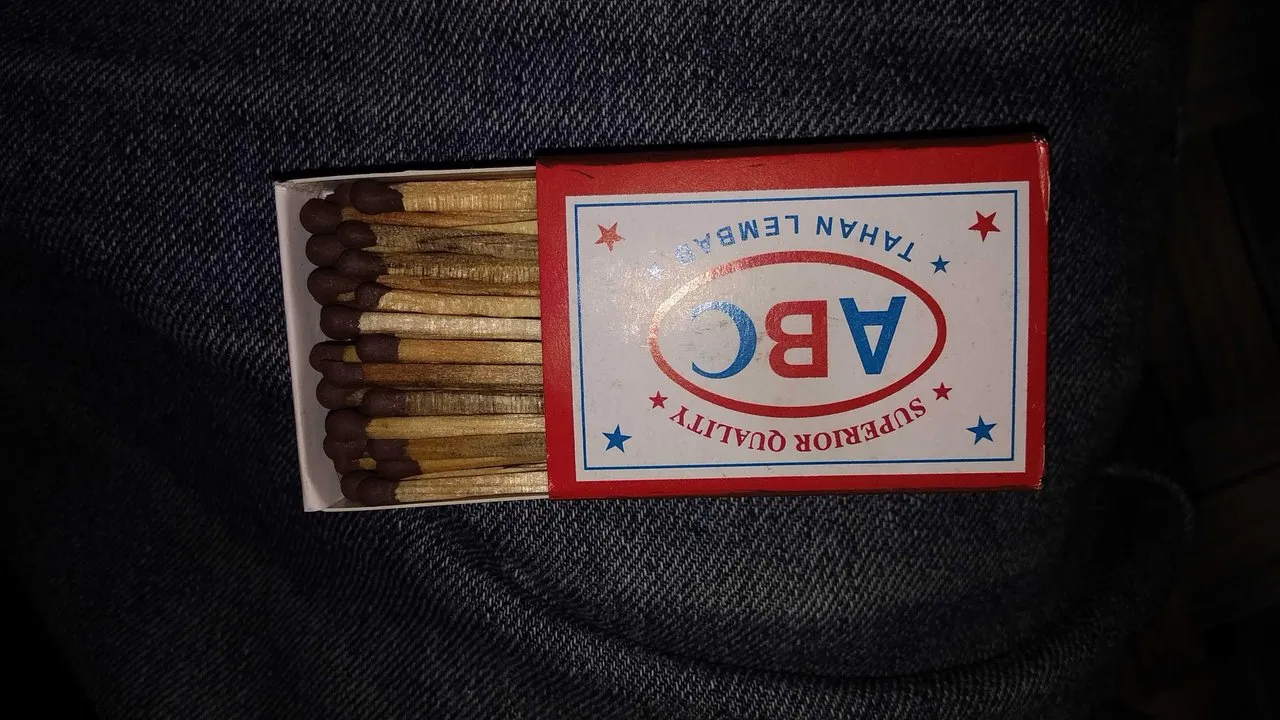 SUPERIOR QUALITY
ABC
TAHAN LEMBAB